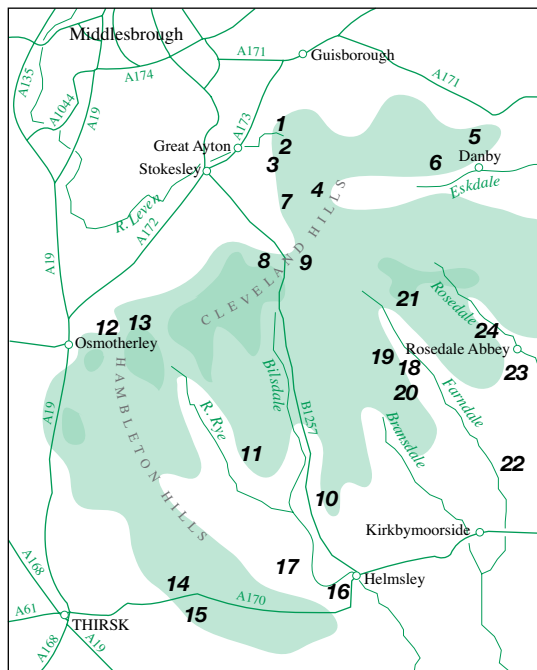 Middlesbrough
A171
Guisborough
A135
A174
A171
A1044
A19
1
A173
Great Ayton
2
5
Stokesley
3
6
Danby
4
Eskdale
7
R. Leven
A172
A19
8
9
CLEVELAND HILLS
21
Rosedale
12
13
24
Osmotherley
Rosedale Abbey
19
18
23
Bilsdale
20
Farndale
A19
R. Rye
B1257
Bransdale
HAMBLETON HILLS
11
22
10
Kirkbymoorside
A168
17
14
16
Helmsley
A61
15
A170
THIRSK
A168
A19